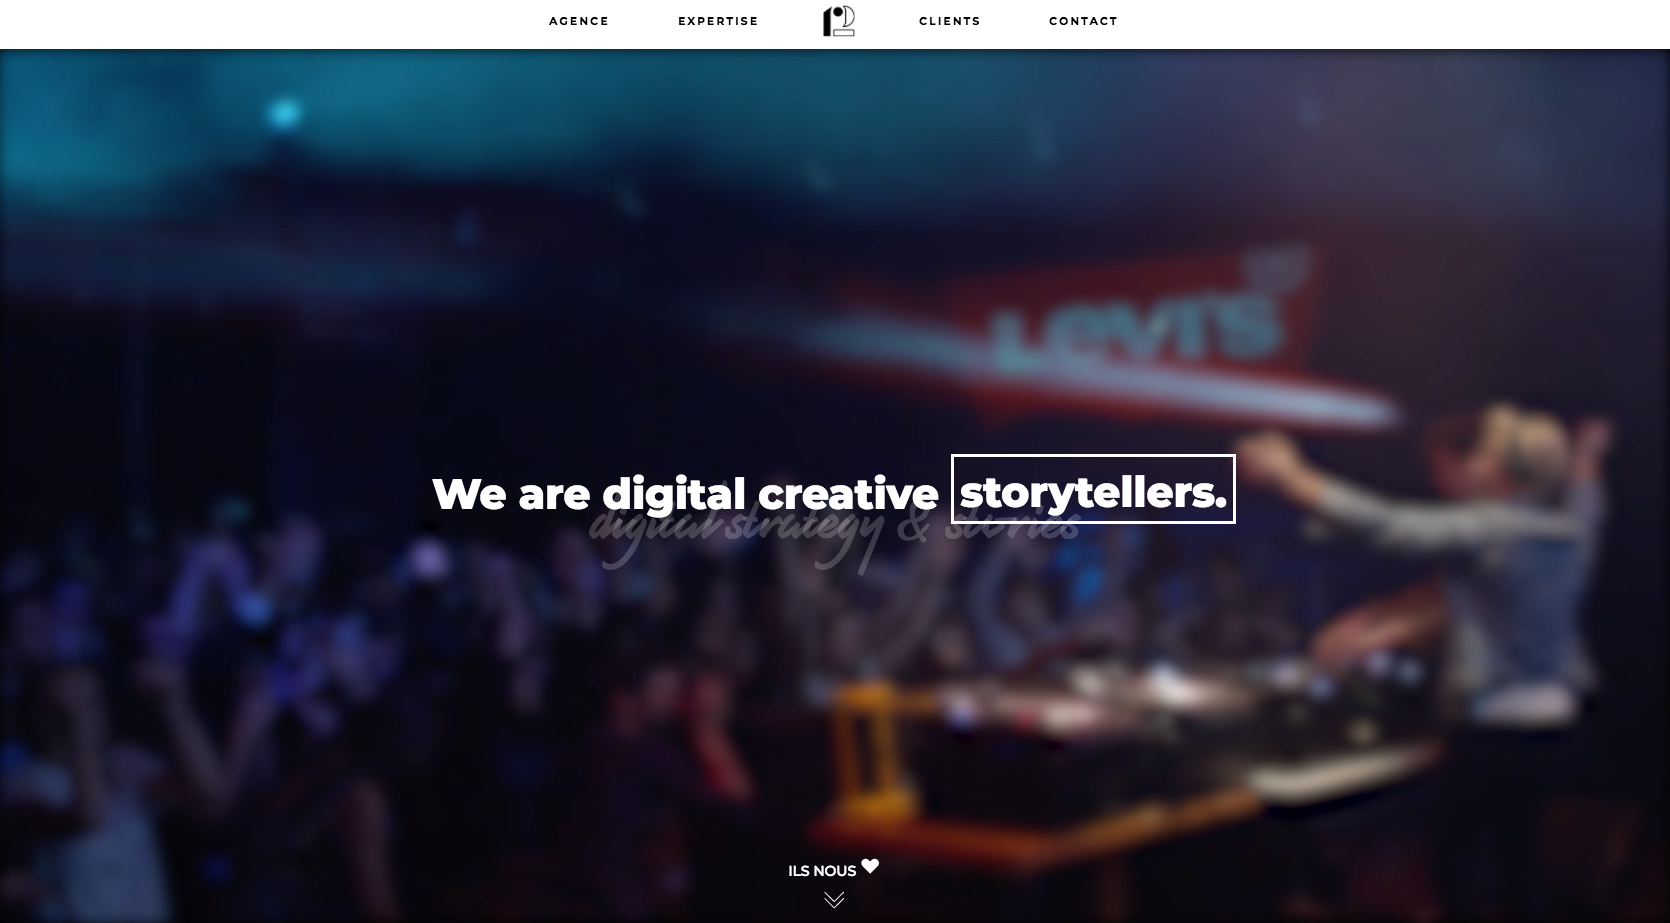 AGENCE EXPERTISE CLIENTS CONTACT
LEVI'S
We are digital creative storytellers.
digital strategy & stories
ILS NOUS